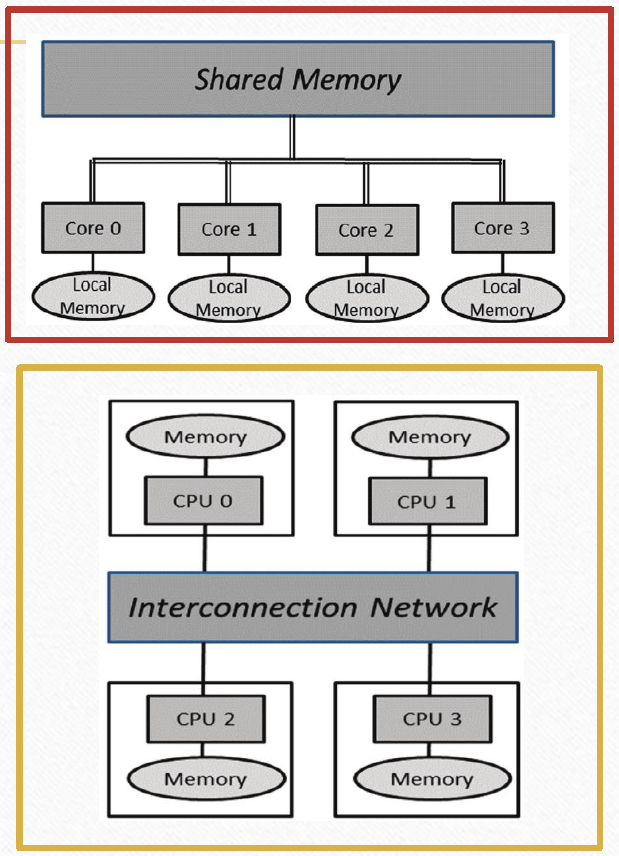 Shared Memory
Core 0
Core 1
Core 2
Core 3
Local
Memory
Local
Memory
Local
Memory
Local
Memory
Memory
Memory
CPU 0
CPU 1
Interconnection Network
CPU 2
CPU 3
Memory
Memory